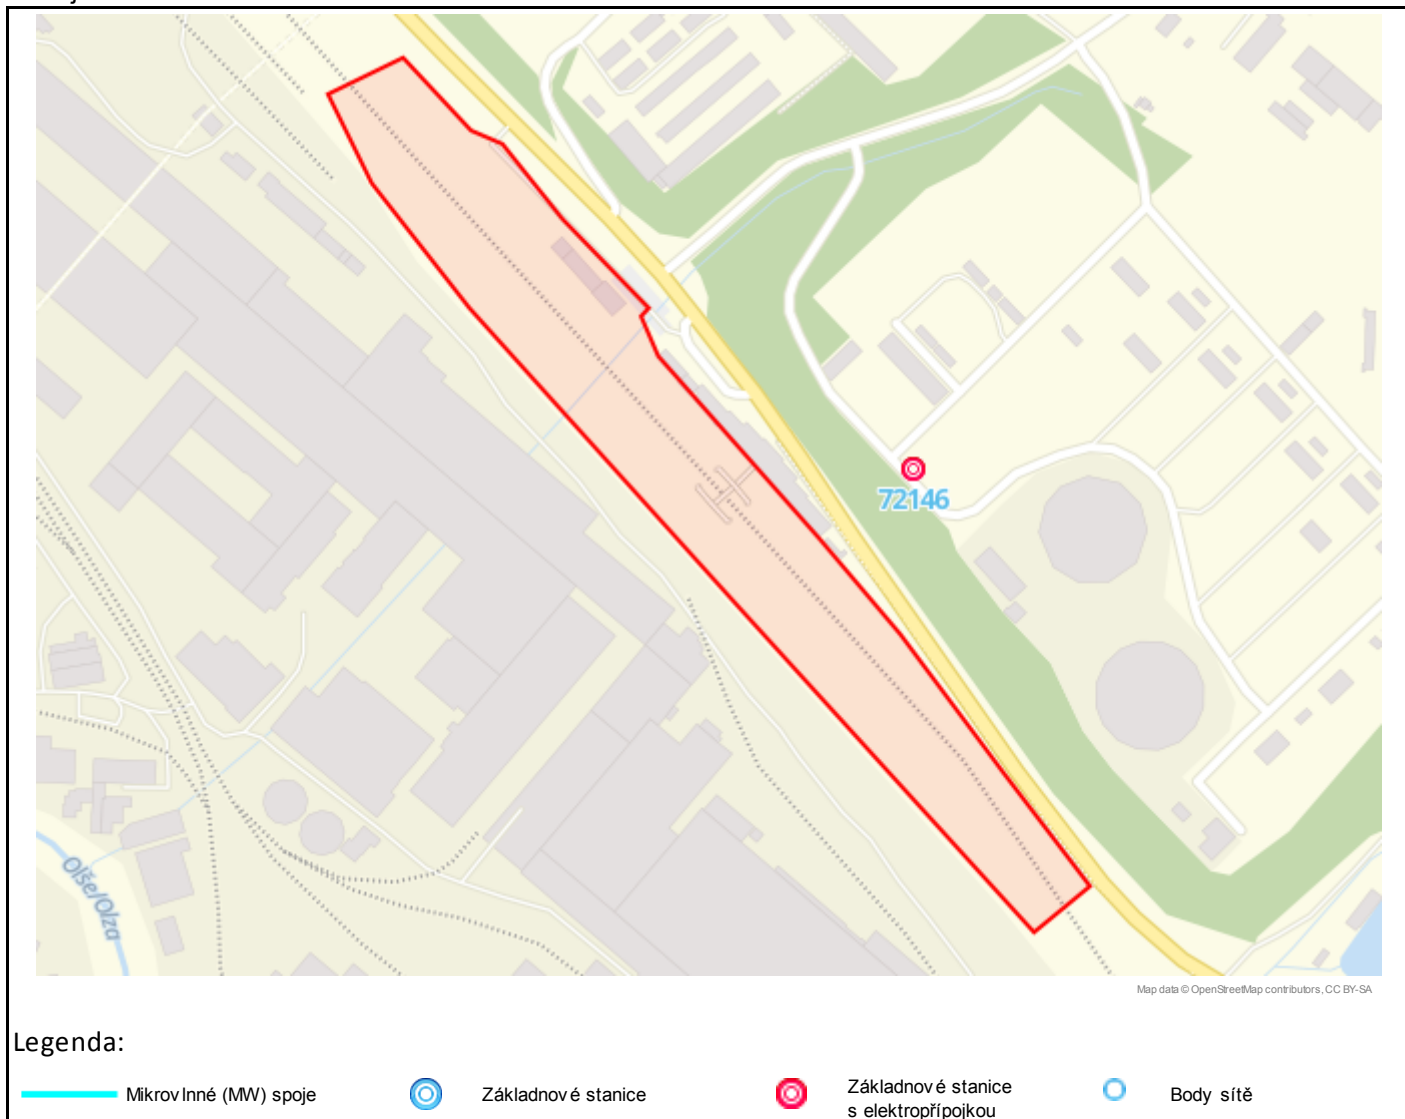 72146
Olše/Olza
Map data © OpenStreetMap contributors, CC BY-SA
Legenda:
Mikrovlnné (MW) spoje
Základnové stanice
Základnové stanice
s elektropřípojkou
Body sítě